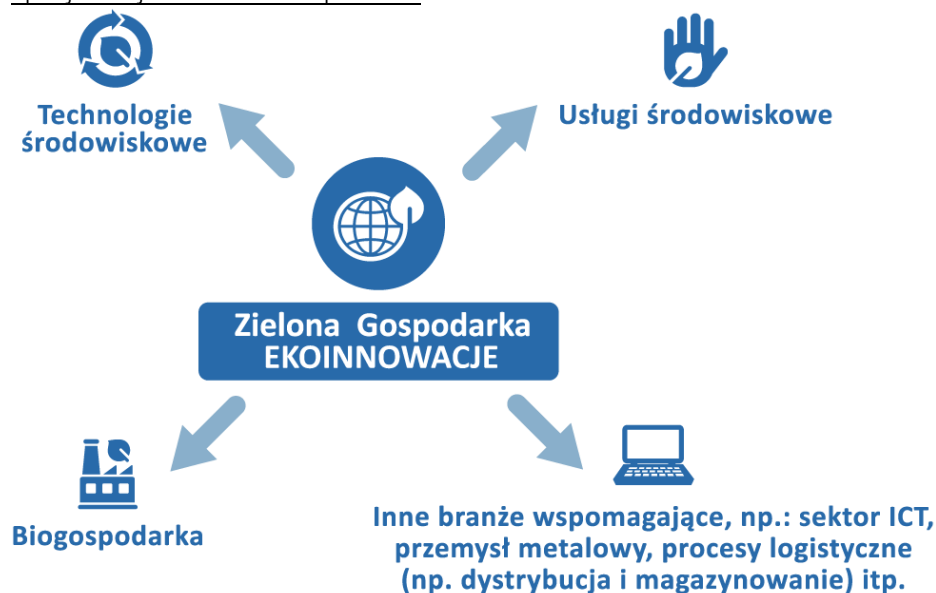 Technologie
środowiskowe
Usługi środowiskowe
Zielona Gospodarka
EKOINNOWACJE
Biogospodarka
Inne branże wspomagające, np.: sektor ICT,
przemysł metalowy, procesy logistyczne
(np. dystrybucja i magazynowanie) itp.